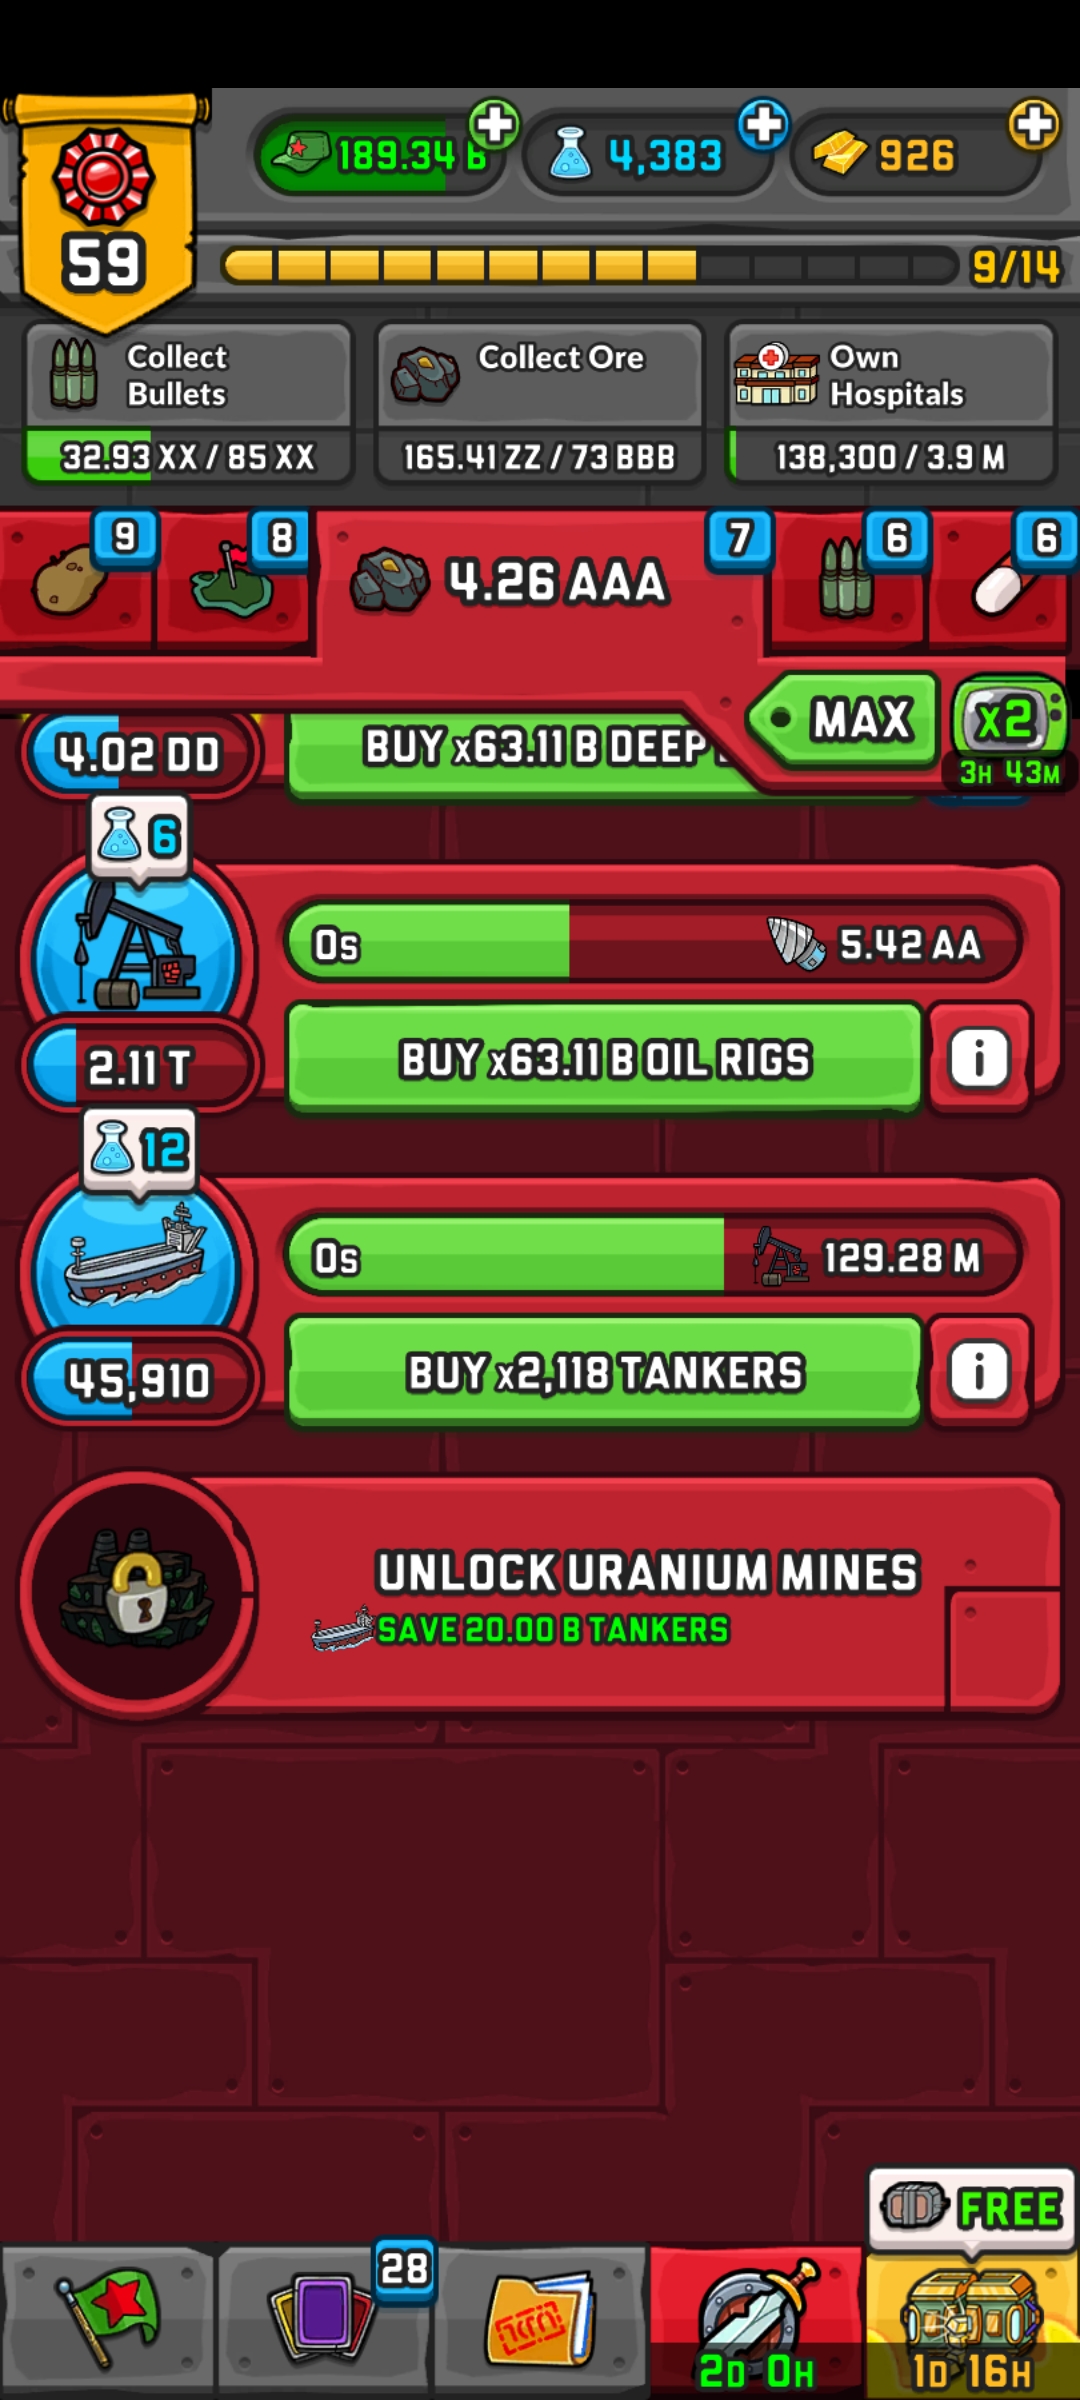 59
189.34 B
4,383
926
9/14
Collect
Bullets
32.93 XX / 85 XX
Collect Ore
165.41 ZZ / 73 BBB
Own
Hospitals
138,300 / 3.9 M
9
8
4.26 AAA
7
6
6
MAX
x2
3H 43M
4.02 DD
BUY x63.11 B DEEP
6
0s
5.42 AA
2.11 T
BUY x63.11 B OIL RIGS
i
12
0s
129.28 M
45,910
BUY x2,118 TANKERS
i
UNLOCK URANIUM MINES
SAVE 20.00 B TANKERS
FREE
28
2D 0H
1D 16H